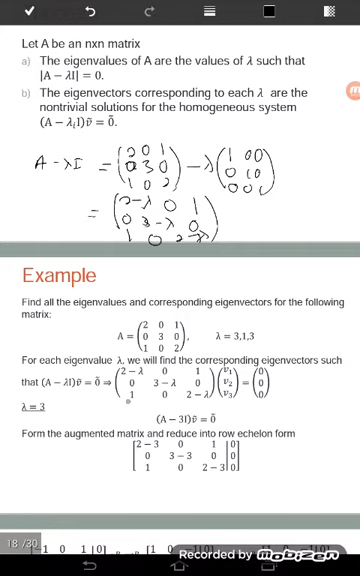 Let A be an nxn matrix
a) The eigenvalues of A are the values of λ such that
|A − λI| = 0.
b) The eigenvectors corresponding to each λ are the
nontrivial solutions for the homogeneous system
(A − λᵢI)ṽ = 0̃.
A - λI = (2 0 1 - λ (1 0 0
0 3 0 0 1 0
1 0 2) 0 0 1)
= (2-λ 0 1
0 3-λ 0
1 0 2-λ)
Example
Find all the eigenvalues and corresponding eigenvectors for the following
matrix:
A = (2 0 1
0 3 0
1 0 2), λ = 3,1,3
For each eigenvalue λ, we will find the corresponding eigenvectors such
that (A − λI)ṽ = 0̃ ⇒ (2 − λ 0 1
0 3 − λ 0
1 0 2 − λ) (v₁
v₂
v₃) = (0
0
0)
λ = 3
(A − 3I)ṽ = 0̃
Form the augmented matrix and reduce into row echelon form
[2 − 3 0 1|0
0 3 − 3 0|0
1 0 2 − 3|0]
18 /30
Recorded by mobizen